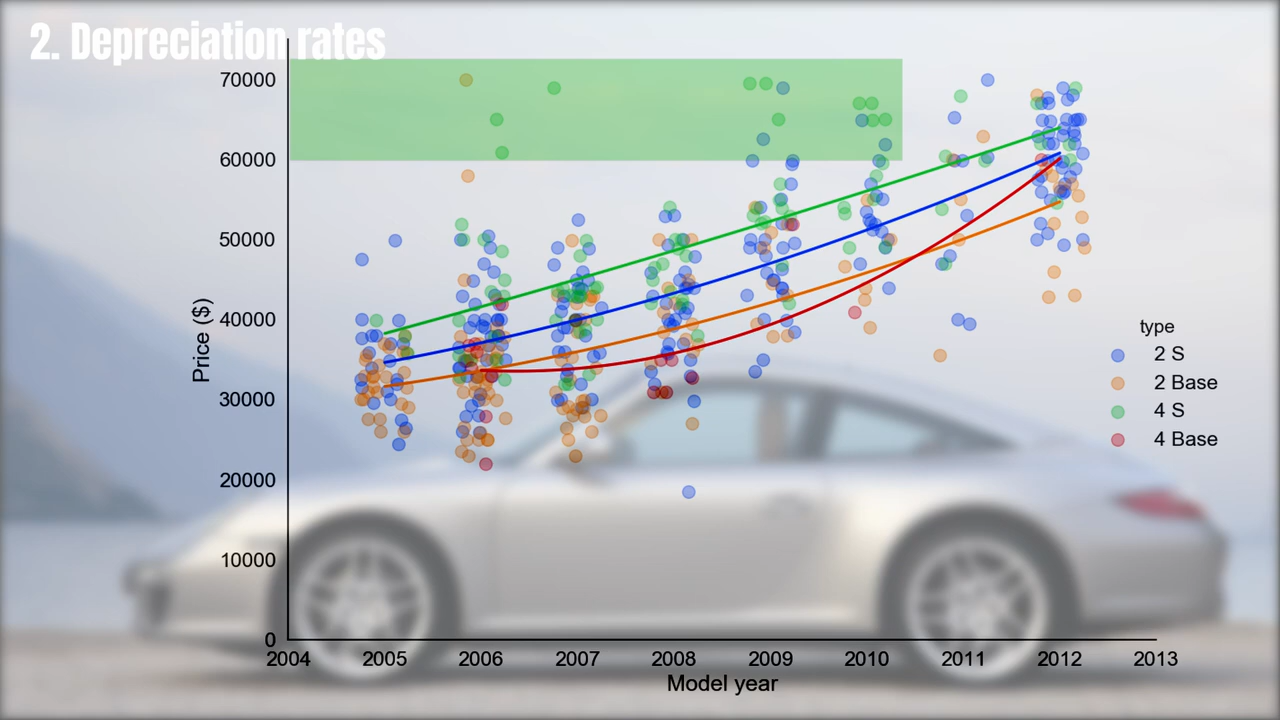 2. Depreciation rates
70000
60000
50000
40000
30000
20000
10000
0
Price ($)
2004 2005 2006 2007 2008 2009 2010 2011 2012 2013
Model year
type
2 S
2 Base
4 S
4 Base